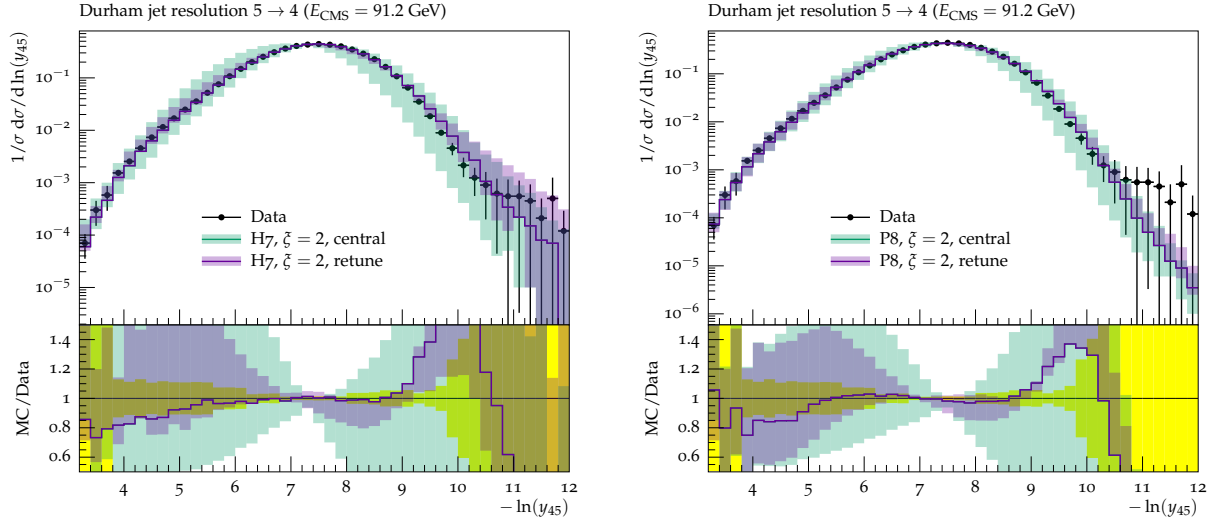 Durham jet resolution 5 → 4 (E_CMS = 91.2 GeV)
1/σ dσ/d ln(y45)
10^−1
10^−2
10^−3
10^−4
10^−5
Data
H7, ξ = 2, central
H7, ξ = 2, retune
MC/Data
1.4
1.2
1
0.8
0.6
4 5 6 7 8 9 10 11 12
− ln(y45)
Durham jet resolution 5 → 4 (E_CMS = 91.2 GeV)
1/σ dσ/d ln(y45)
10^−1
10^−2
10^−3
10^−4
10^−5
10^−6
Data
P8, ξ = 2, central
P8, ξ = 2, retune
MC/Data
1.4
1.2
1
0.8
0.6
4 5 6 7 8 9 10 11 12
− ln(y45)